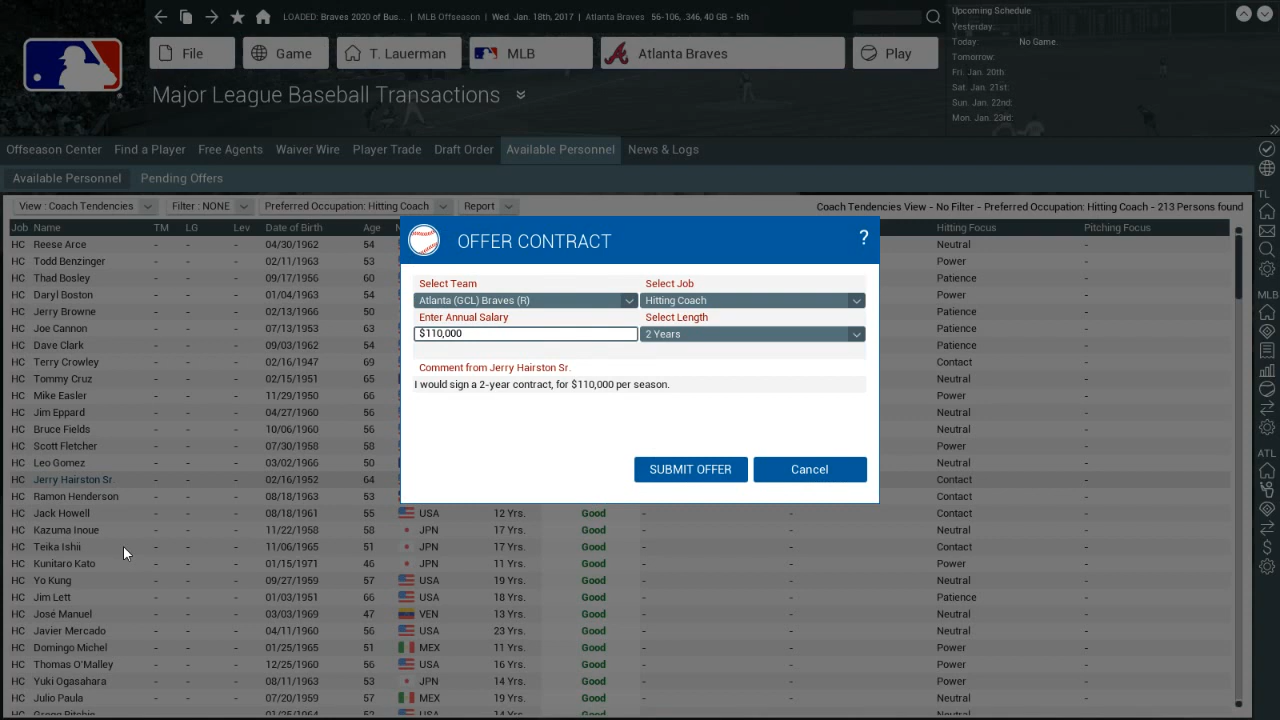 LOADED: Braves 2020 of Bus... | MLB Offseason | Wed. Jan. 18th, 2017 | Atlanta Braves 56-106, .346, 40 GB - 5th
Upcoming Schedule
Yesterday:
Today: No Game.
Tomorrow:
Fri. Jan. 20th:
Sat. Jan. 21st:
Sun. Jan. 22nd:
Mon. Jan. 23rd:
File Game T. Lauerman MLB Atlanta Braves Play
Major League Baseball Transactions
Offseason Center Find a Player Free Agents Waiver Wire Player Trade Draft Order Available Personnel News & Logs
Available Personnel Pending Offers
View : Coach Tendencies Filter : NONE Preferred Occupation: Hitting Coach Report Coach Tendencies View - No Filter - Preferred Occupation: Hitting Coach - 213 Persons found
Job Name TM LG Lev Date of Birth Age Hitting Focus Pitching Focus
HC Reese Arce - - - 04/30/1962 54 Neutral -
HC Todd Benzinger - - - 02/11/1963 53 Power -
HC Thad Bosley - - - 09/17/1956 60 Patience -
HC Daryl Boston - - - 01/04/1963 54 Power -
HC Jerry Browne - - - 02/13/1966 50 Patience -
HC Joe Cannon - - - 07/13/1953 63 Neutral -
HC Dave Clark - - - 09/03/1962 54 Patience -
HC Terry Crowley - - - 02/16/1947 69 Contact -
HC Tommy Cruz - - - 02/15/1951 65 Neutral -
HC Mike Easler - - - 11/29/1950 66 Power -
HC Jim Eppard - - - 04/27/1960 56 Neutral -
HC Bruce Fields - - - 10/06/1960 56 Neutral -
HC Scott Fletcher - - - 07/30/1958 58 Power -
HC Leo Gomez - - - 03/02/1966 50 Neutral -
HC Jerry Hairston Sr. - - - 02/16/1952 64 Contact -
HC Ramon Henderson - - - 08/18/1963 53 Contact -
HC Jack Howell - - - 08/18/1961 55 USA 12 Yrs. Good - - Contact -
HC Kazuma Inoue - - - 11/22/1958 58 JPN 17 Yrs. Good - - Neutral -
HC Teika Ishii - - - 11/06/1965 51 JPN 17 Yrs. Good - - Contact -
HC Kunitaro Kato - - - 01/15/1971 46 JPN 11 Yrs. Good - - Power -
HC Yo Kung - - - 09/27/1959 57 USA 19 Yrs. Good - - Neutral -
HC Jim Lett - - - 01/03/1951 66 USA 18 Yrs. Good - - Patience -
HC José Manuel - - - 03/03/1969 47 VEN 13 Yrs. Good - - Neutral -
HC Javier Mercado - - - 04/11/1960 56 USA 23 Yrs. Good - - Neutral -
HC Domingo Michel - - - 01/25/1965 51 MEX 11 Yrs. Good - - Power -
HC Thomas O'Malley - - - 12/25/1960 56 USA 16 Yrs. Good - - Power -
HC Yuki Ogasahara - - - 08/11/1963 53 JPN 14 Yrs. Good - - Power -
HC Julio Paula - - - 07/20/1959 57 MEX 19 Yrs. Good - - Neutral -
OFFER CONTRACT ?
Select Team Select Job
Atlanta (GCL) Braves (R) Hitting Coach
Enter Annual Salary Select Length
$110,000 2 Years
Comment from Jerry Hairston Sr.
I would sign a 2-year contract, for $110,000 per season.
SUBMIT OFFER Cancel
TL
MLB
ATL